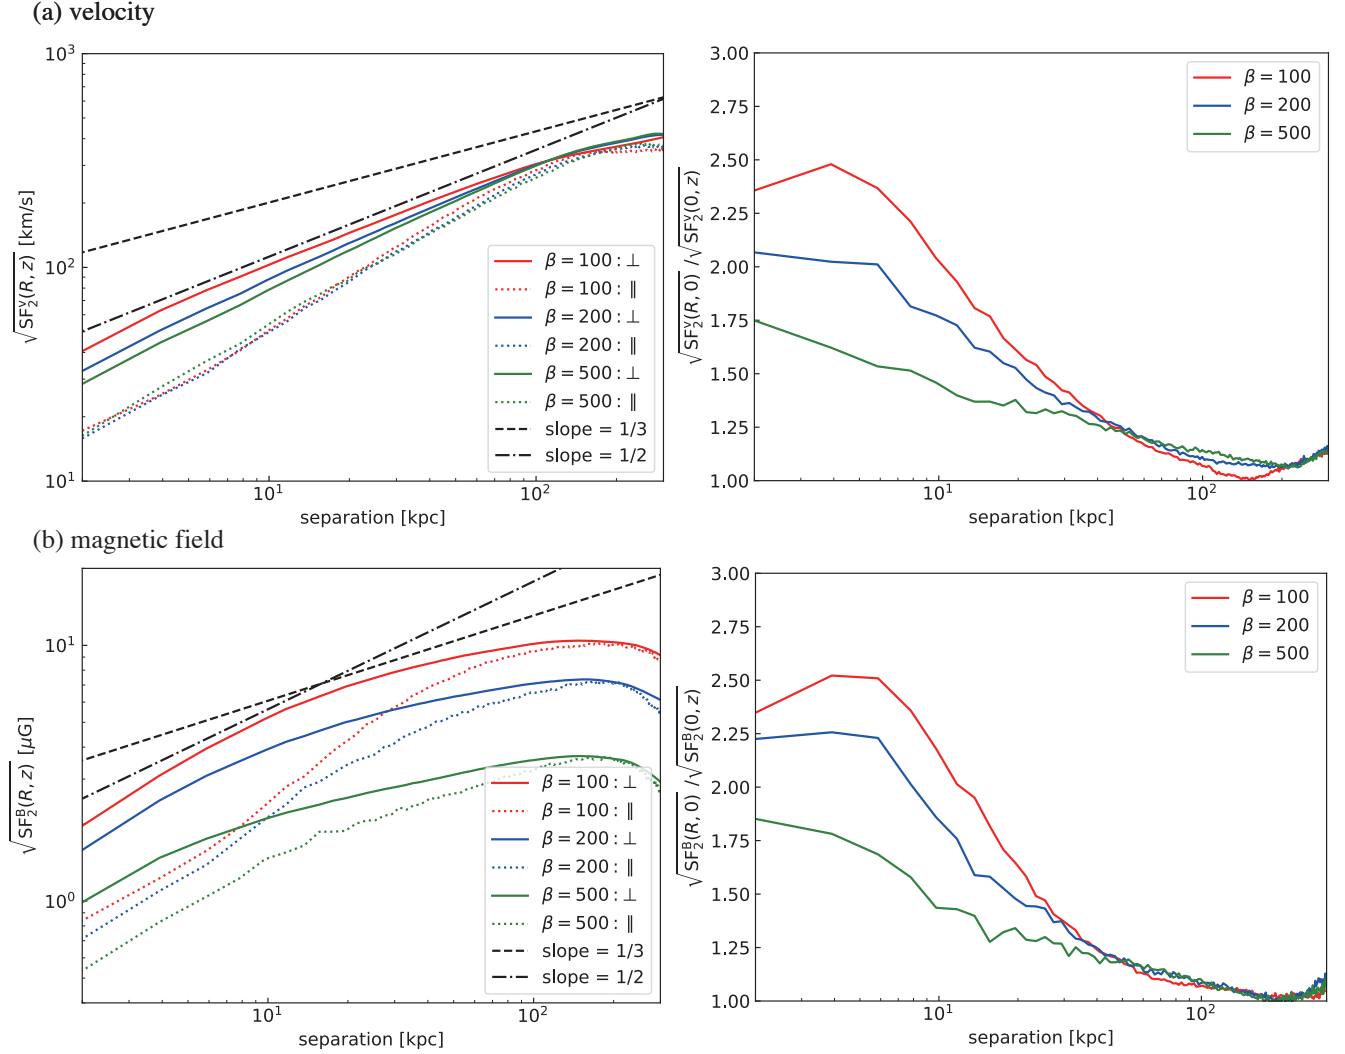 (a) velocity
10³
10²
10¹
√SF₂ᵛ(R, z) [km/s]
β = 100 : ⊥
β = 100 : ∥
β = 200 : ⊥
β = 200 : ∥
β = 500 : ⊥
β = 500 : ∥
slope = 1/3
slope = 1/2
10¹
10²
separation [kpc]
3.00
2.75
2.50
2.25
2.00
1.75
1.50
1.25
1.00
√SF₂ᵛ(R, 0) /√SF₂ᵛ(0, z)
β = 100
β = 200
β = 500
10¹
10²
separation [kpc]
(b) magnetic field
10¹
10⁰
√SF₂ᴮ(R, z) [μG]
β = 100 : ⊥
β = 100 : ∥
β = 200 : ⊥
β = 200 : ∥
β = 500 : ⊥
β = 500 : ∥
slope = 1/3
slope = 1/2
10¹
10²
separation [kpc]
3.00
2.75
2.50
2.25
2.00
1.75
1.50
1.25
1.00
√SF₂ᴮ(R, 0) /√SF₂ᴮ(0, z)
β = 100
β = 200
β = 500
10¹
10²
separation [kpc]